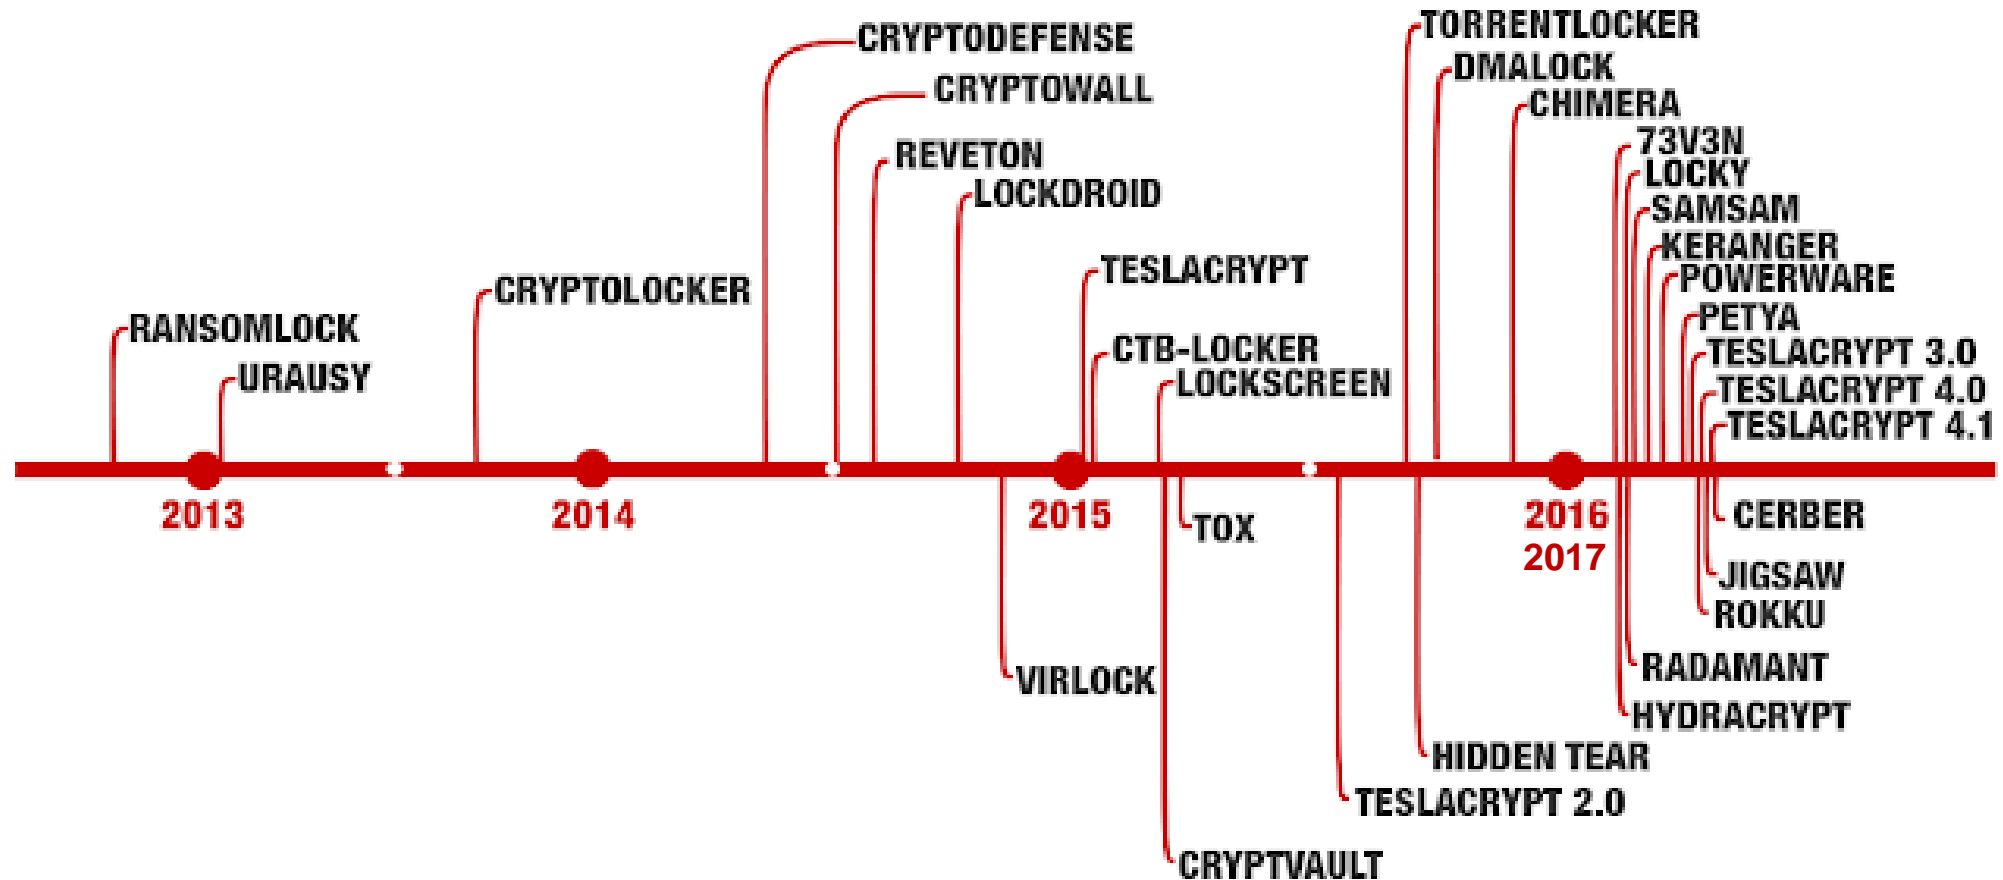 TORRENTLOCKER
CRYPTODEFENSE
DMALOCK
CRYPTOWALL
CHIMERA
73V3N
REVETON
LOCKY
LOCKDROID
SAMSAM
KERANGER
TESLACRYPT
POWERWARE
CRYPTOLOCKER
PETYA
RANSOMLOCK
CTB-LOCKER
TESLACRYPT 3.0
URAUSY
LOCKSCREEN
TESLACRYPT 4.0
TESLACRYPT 4.1
2013
2014
2015
2016
CERBER
TOX
2017
JIGSAW
ROKKU
RADAMANT
VIRLOCK
HYDRACRYPT
HIDDEN TEAR
TESLACRYPT 2.0
CRYPTVAULT